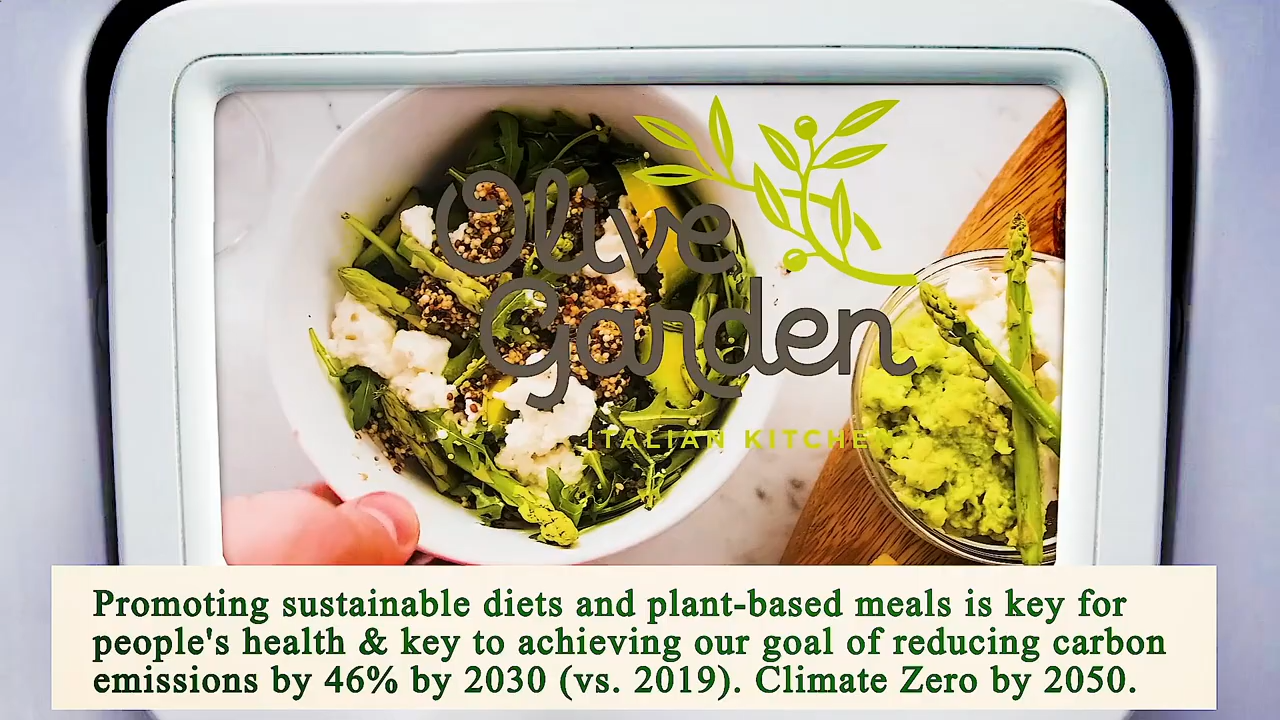 Olive
Garden
ITALIAN KITCHEN
Promoting sustainable diets and plant-based meals is key for
people's health & key to achieving our goal of reducing carbon
emissions by 46% by 2030 (vs. 2019). Climate Zero by 2050.